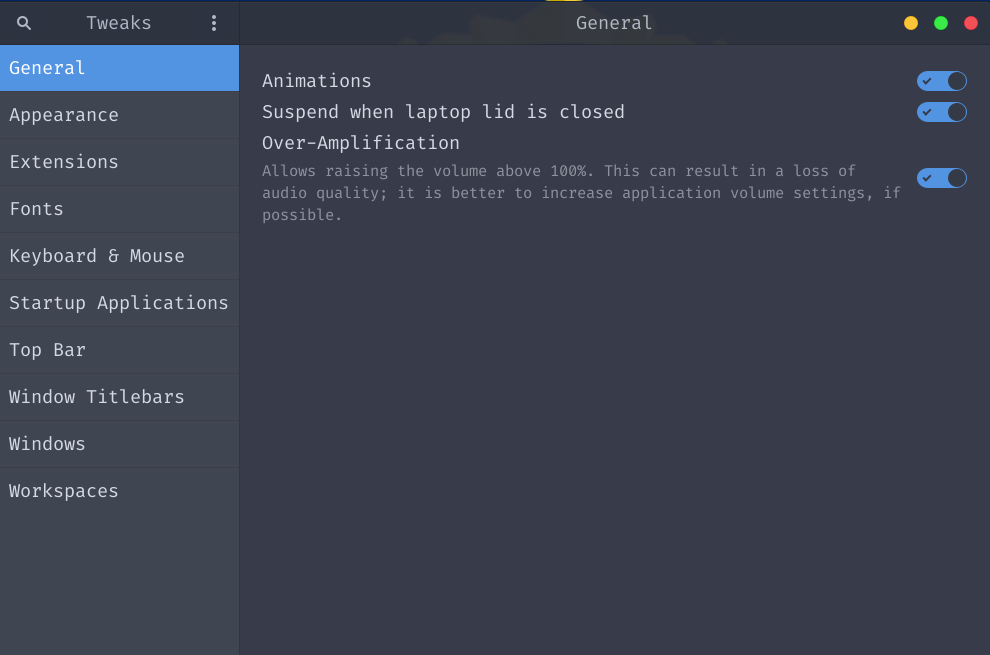 Tweaks
General
General
Appearance
Extensions
Fonts
Keyboard & Mouse
Startup Applications
Top Bar
Window Titlebars
Windows
Workspaces
Animations
Suspend when laptop lid is closed
Over-Amplification
Allows raising the volume above 100%. This can result in a loss of
audio quality; it is better to increase application volume settings, if
possible.